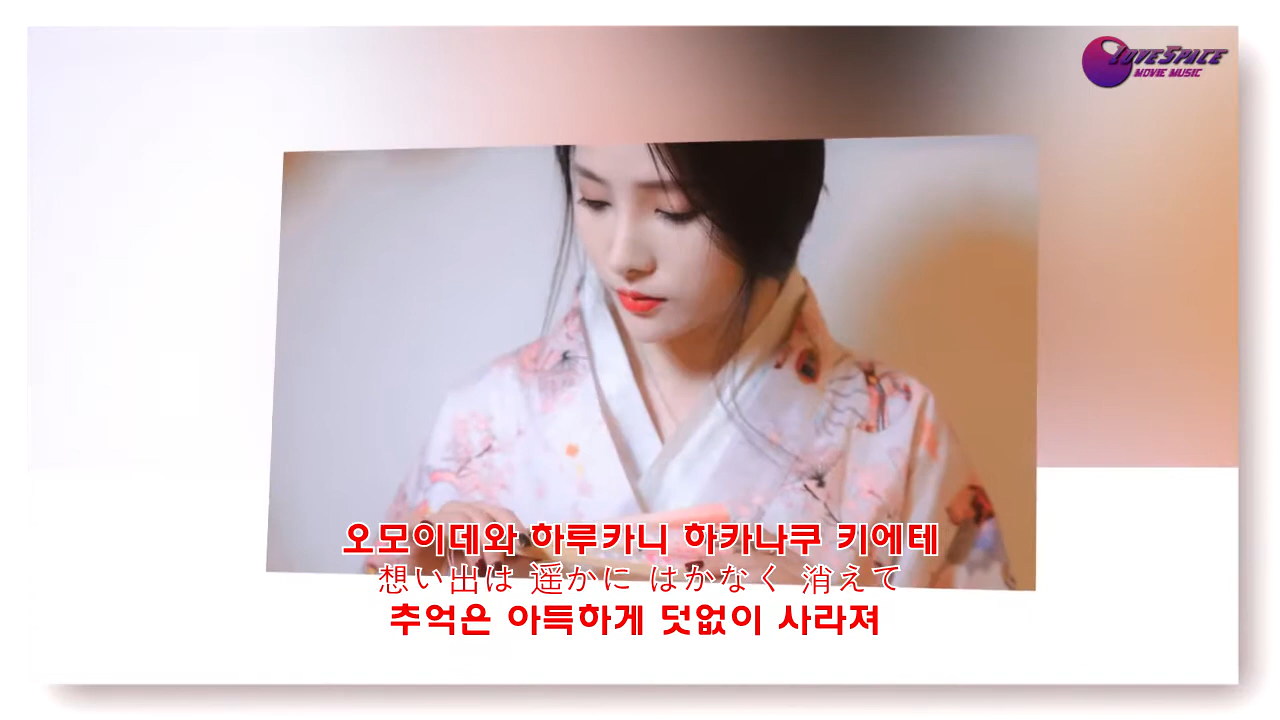 LOVESPACE
MOVIE MUSIC
오모이데와 하루카니 하카나쿠 키에테
想い出は 遥かに はかなく 消えて
추억은 아득하게 덧없이 사라져